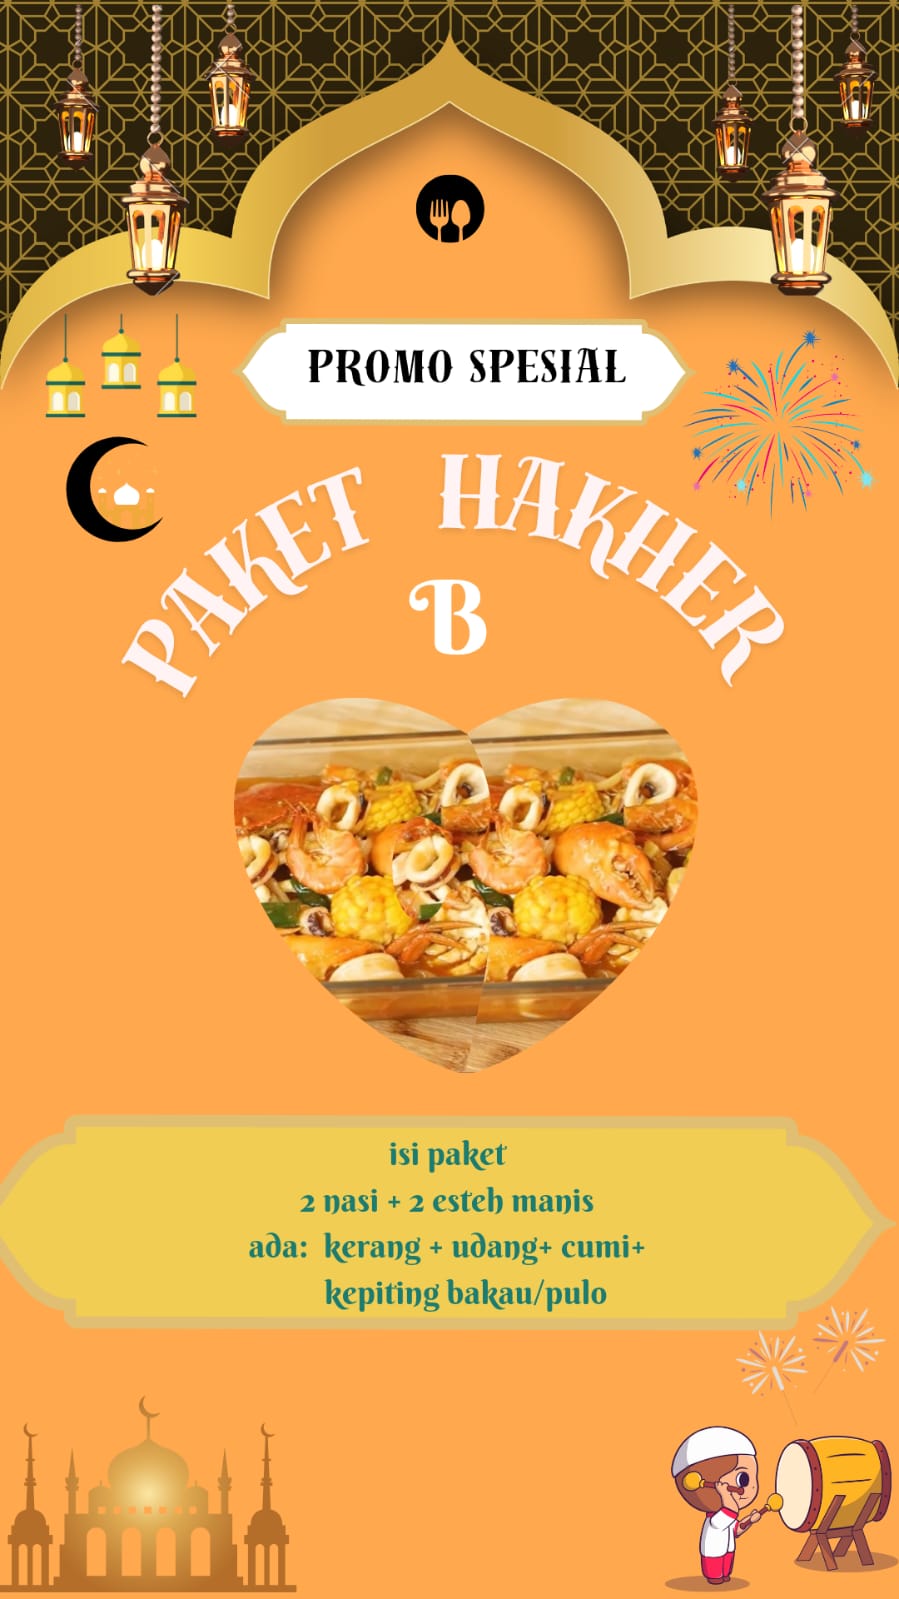 PROMO SPESIAL
PAKET HAKHER
B
isi paket
2 nasi + 2 esteh manis
ada: kerang + udang+ cumi+
kepiting bakau/pulo